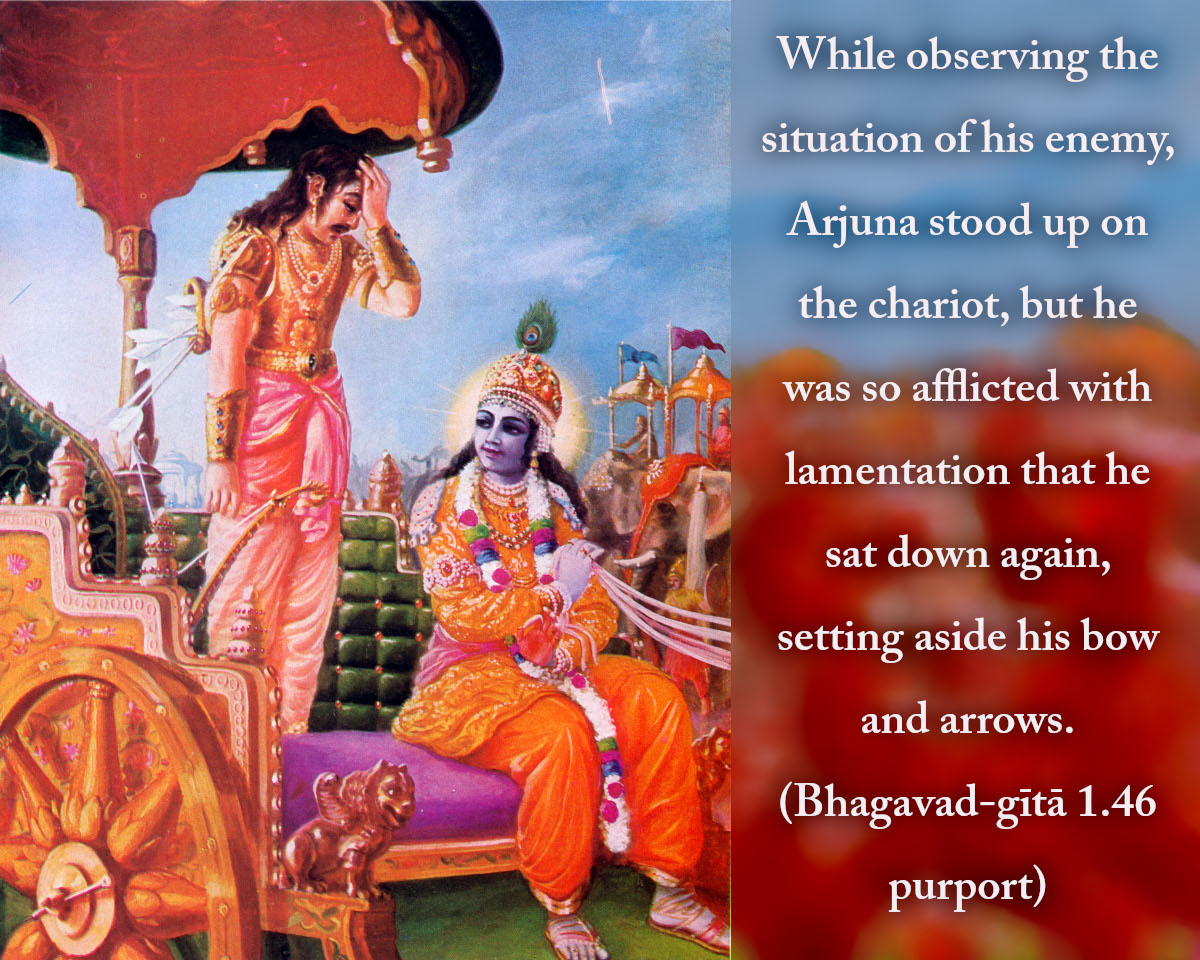 While observing the
situation of his enemy,
Arjuna stood up on
the chariot, but he
was so afflicted with
lamentation that he
sat down again,
setting aside his bow
and arrows.
(Bhagavad-gītā 1.46
purport)